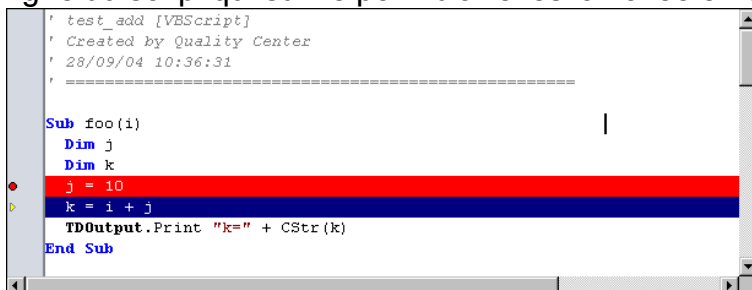 ' test_add [VBScript]
' Created by Quality Center
' 28/09/04 10:36:31
' ====================================================
Sub foo(i)
Dim j
Dim k
j = 10
k = i + j
TDOutput.Print "k=" + CStr(k)
End Sub